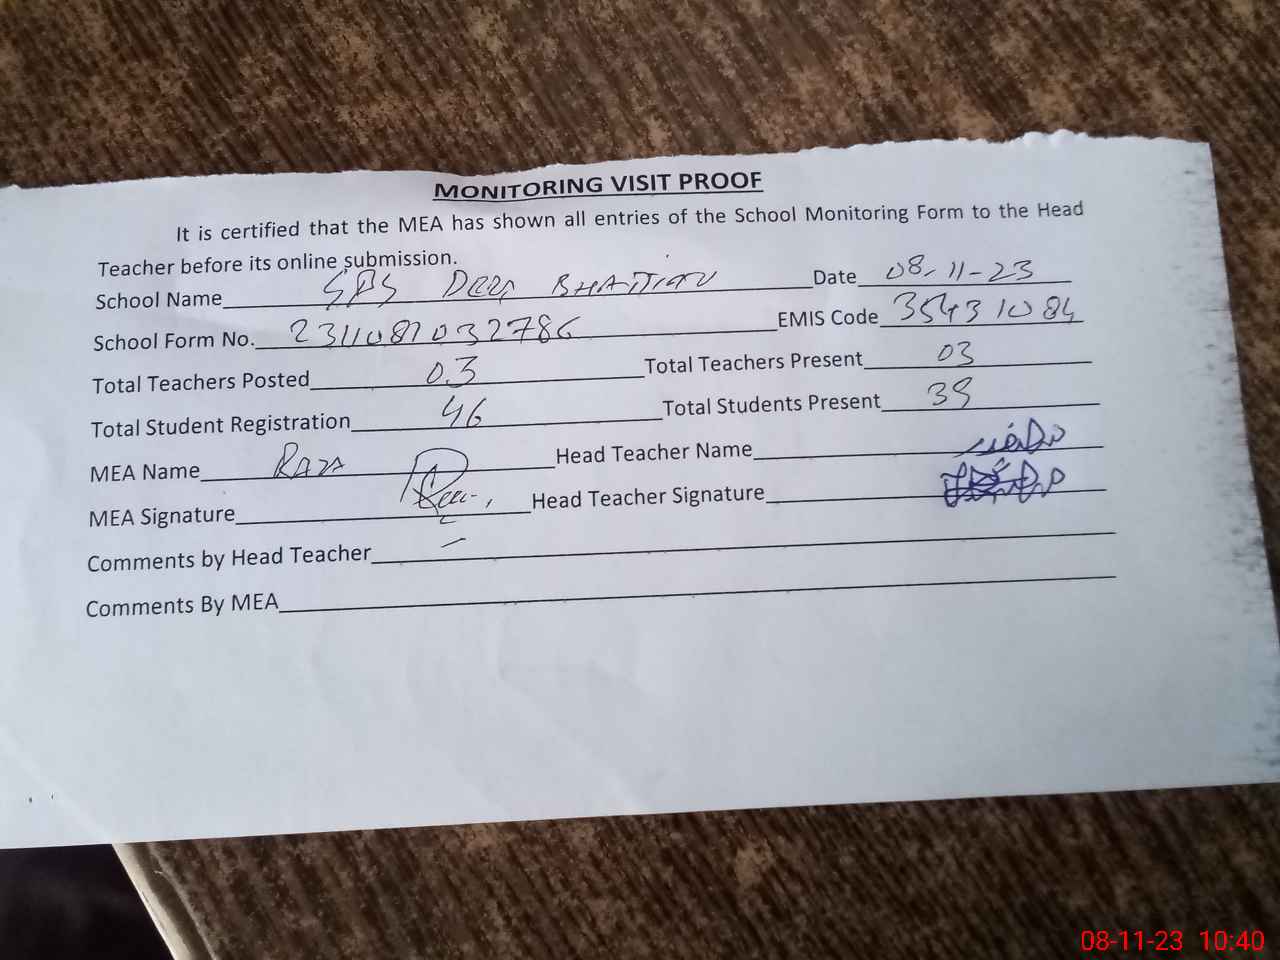 MONITORING VISIT PROOF
It is certified that the MEA has shown all entries of the School Monitoring Form to the Head
Teacher before its online submission.
School Name GPS Dera BHATTIAN Date 08-11-23
School Form No. 2311081032786 EMIS Code 35431084
Total Teachers Posted 03 Total Teachers Present 03
Total Student Registration 46 Total Students Present 39
MEA Name RAZA Head Teacher Name
MEA Signature Head Teacher Signature
Comments by Head Teacher
Comments By MEA
08-11-23 10:40